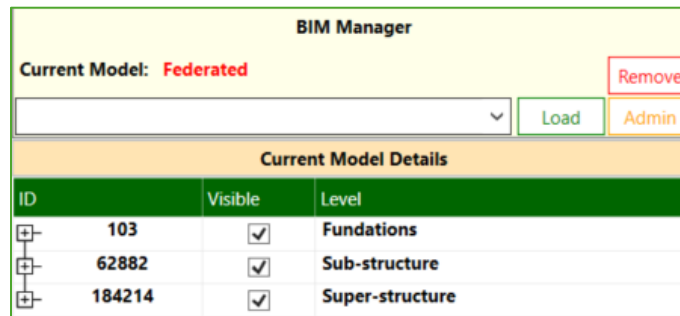 BIM Manager
Current Model: Federated
Remove
Load Admin
Current Model Details
ID Visible Level
103 Fundations
62882 Sub-structure
184214 Super-structure